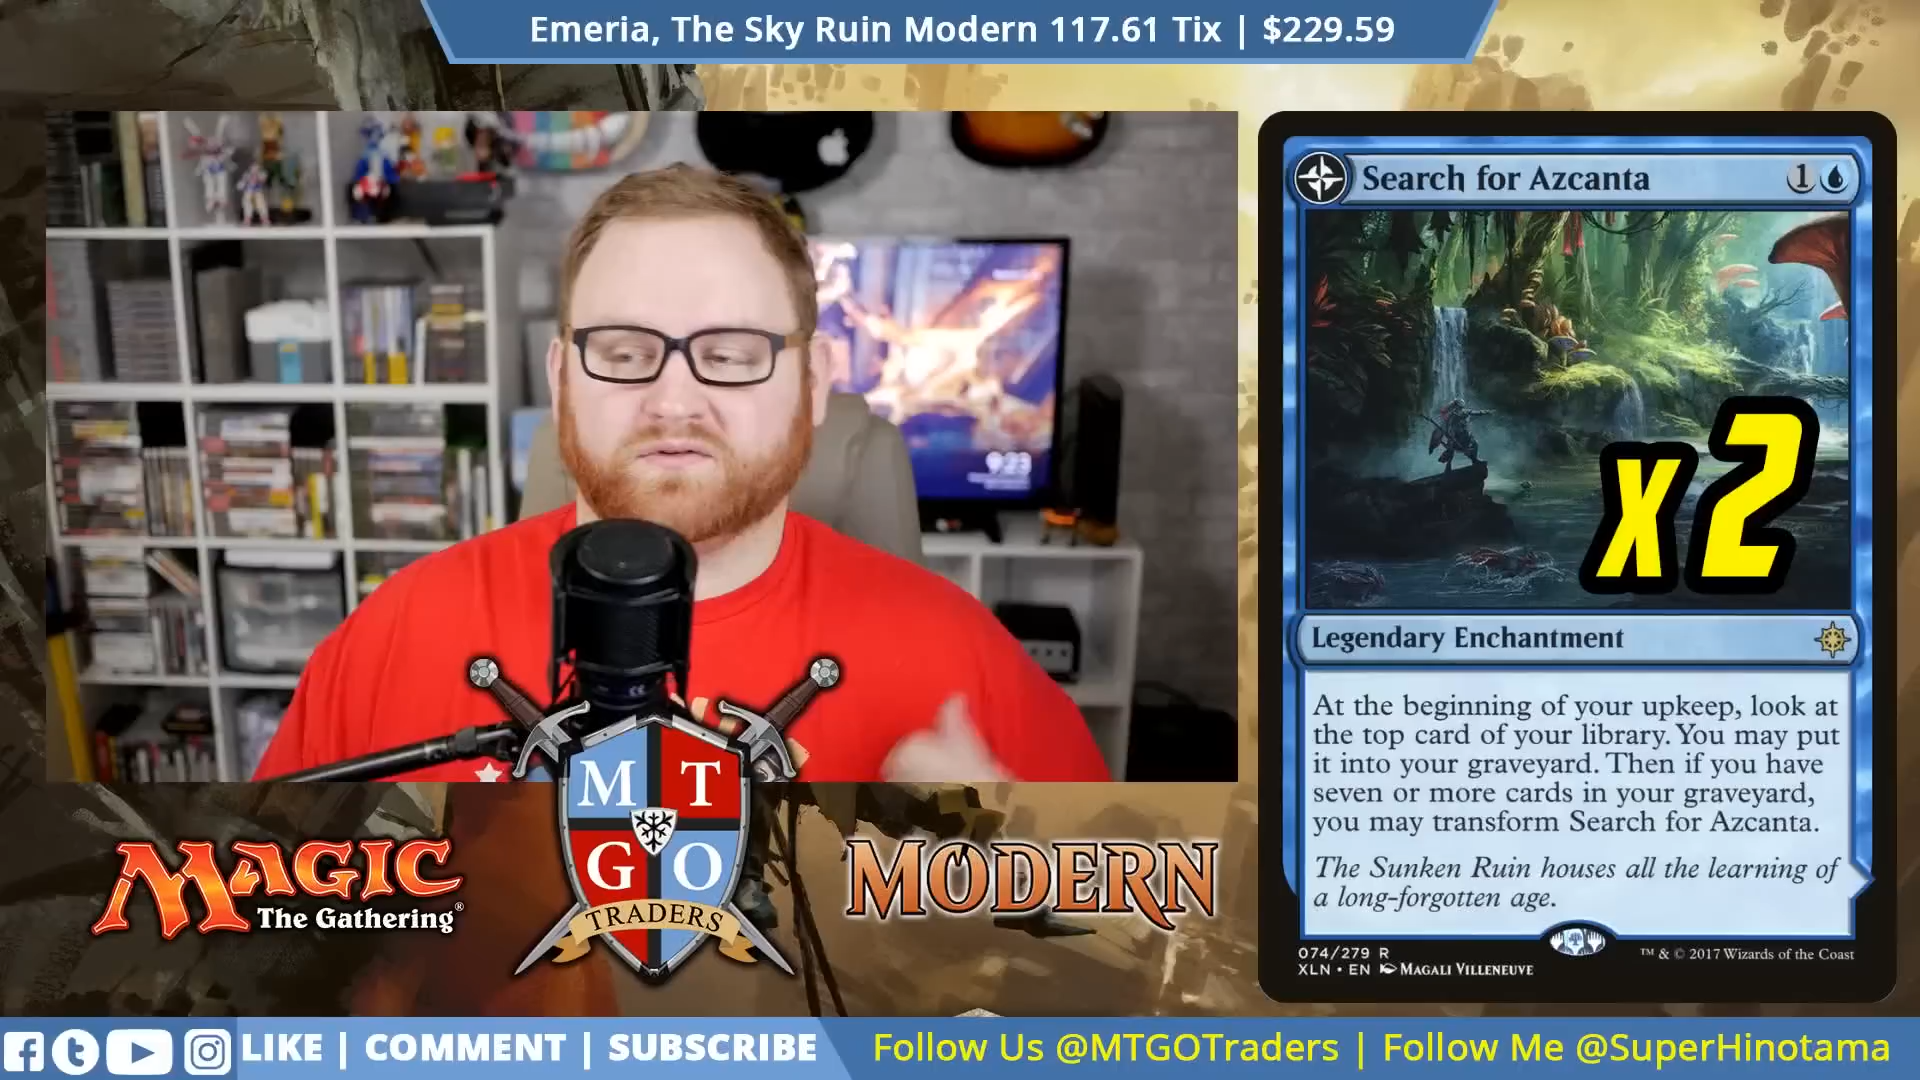 Emeria, The Sky Ruin Modern 117.61 Tix | $229.59
Search for Azcanta 1
x2
Legendary Enchantment
At the beginning of your upkeep, look at
the top card of your library. You may put
it into your graveyard. Then if you have
seven or more cards in your graveyard,
you may transform Search for Azcanta.
The Sunken Ruin houses all the learning of
a long-forgotten age.
074/279 R
XLN • EN MAGALI VILLENEUVE
™ & © 2017 Wizards of the Coast
9:23
MAGIC
The Gathering®
M T
G O
TRADERS
MODERN
LIKE | COMMENT | SUBSCRIBE
Follow Us @MTGOTraders | Follow Me @SuperHinotama